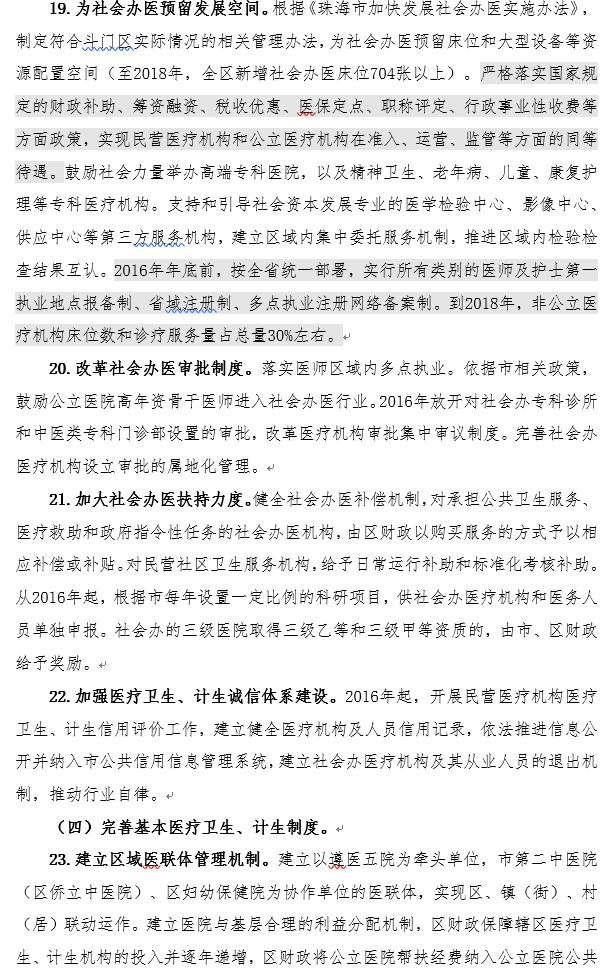 19. 为社会办医预留发展空间。根据《珠海市加快发展社会办医实施办法》，
制定符合斗门区实际情况的相关管理办法，为社会办医预留床位和大型设备等资
源配置空间（至2018年，全区新增社会办医床位704张以上）。严格落实国家规
定的财政补助、筹资融资、税收优惠、医保定点、职称评定、行政事业性收费等
方面政策，实现民营医疗机构和公立医疗机构在准入、运营、监管等方面的同等
待遇。鼓励社会力量举办高端专科医院，以及精神卫生、老年病、儿童、康复护
理等专科医疗机构。支持和引导社会资本发展专业的医学检验中心、影像中心、
供应中心等第三方服务机构，建立区域内集中委托服务机制，推进区域内检验检
查结果互认。2016年年底前，按全省统一部署，实行所有类别的医师及护士第一
执业地点报备制、省域注册制、多点执业注册网络备案制。到2018年，非公立医
疗机构床位数和诊疗服务量占总量30%左右。
20. 改革社会办医审批制度。落实医师区域内多点执业。依据市相关政策，
鼓励公立医院高年资骨干医师进入社会办医行业。2016年放开对社会办专科诊所
和中医类专科门诊部设置的审批，改革医疗机构审批集中审议制度。完善社会办
医疗机构设立审批的属地化管理。
21. 加大社会办医扶持力度。健全社会办医补偿机制，对承担公共卫生服务、
医疗救助和政府指令性任务的社会办医机构，由区财政以购买服务的方式予以相
应补偿或补贴。对民营社区卫生服务机构，给予日常运行补助和标准化考核补助。
从2016年起，根据市每年设置一定比例的科研项目，供社会办医疗机构和医务人
员单独申报。社会办的三级医院取得三级乙等和三级甲等资质的，由市、区财政
给予奖励。
22. 加强医疗卫生、计生诚信体系建设。2016年起，开展民营医疗机构医疗
卫生、计生信用评价工作，建立健全医疗机构及人员信用记录，依法推进信息公
开并纳入市公共信用信息管理系统，建立社会办医疗机构及其从业人员的退出机
制，推动行业自律。
（四）完善基本医疗卫生、计生制度。
23. 建立区域医联体管理机制。建立以遵医五院为牵头单位，市第二中医院
（区侨立中医院）、区妇幼保健院为协作单位的医联体，实现区、镇（街）、村
（居）联动运作。建立医院与基层合理的利益分配机制，区财政保障辖区医疗卫
生、计生机构的投入并逐年递增，区财政将公立医院帮扶经费纳入公立医院公共